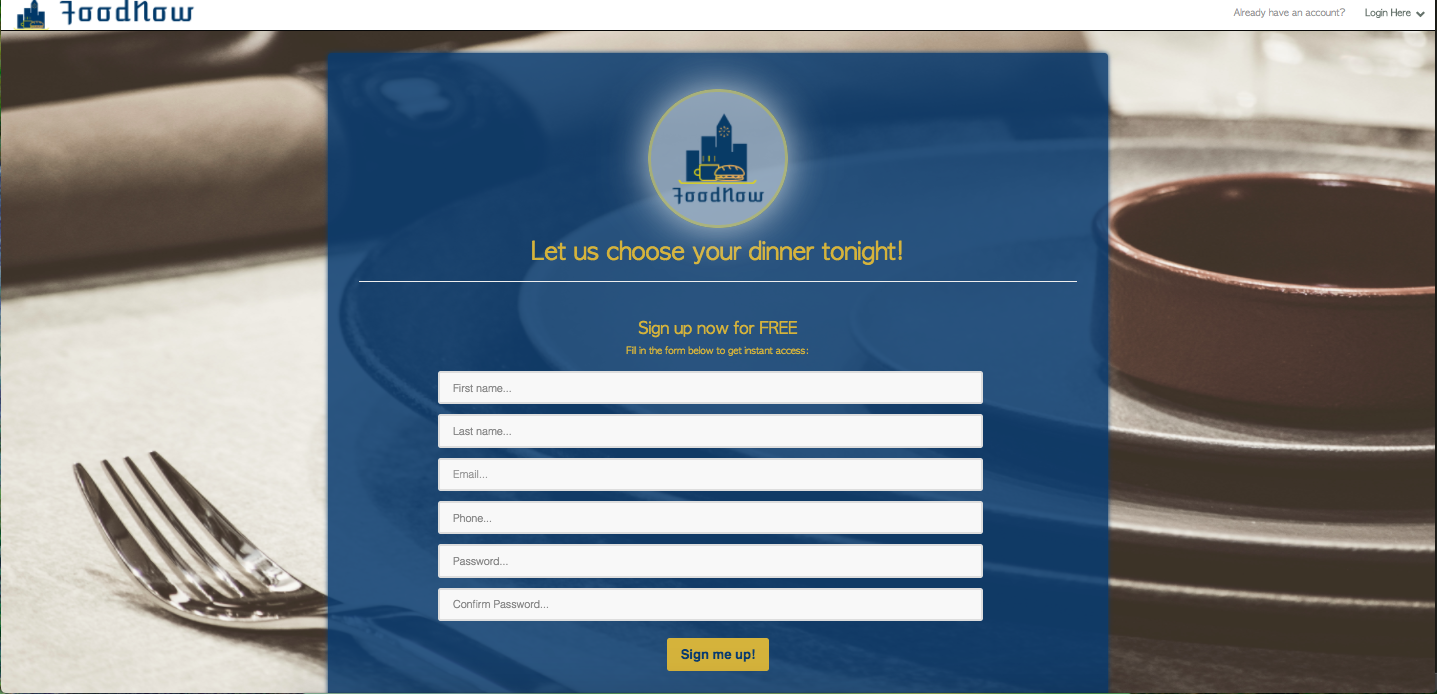 FoodNow
Already have an account? Login Here
FoodNow
Let us choose your dinner tonight!
Sign up now for FREE
Fill in the form below to get instant access:
First name...
Last name...
Email...
Phone...
Password...
Confirm Password...
Sign me up!